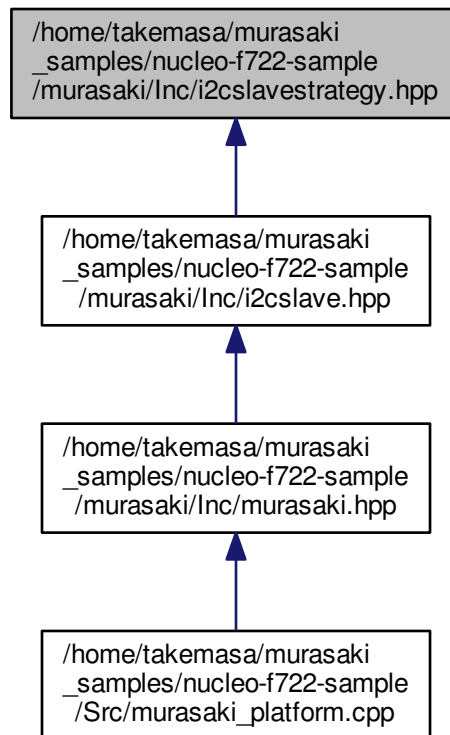 /home/takemasa/murasaki
_samples/nucleo-f722-sample
/murasaki/Inc/i2cslavestrategy.hpp
/home/takemasa/murasaki
_samples/nucleo-f722-sample
/murasaki/Inc/i2cslave.hpp
/home/takemasa/murasaki
_samples/nucleo-f722-sample
/murasaki/Inc/murasaki.hpp
/home/takemasa/murasaki
_samples/nucleo-f722-sample
/Src/murasaki_platform.cpp